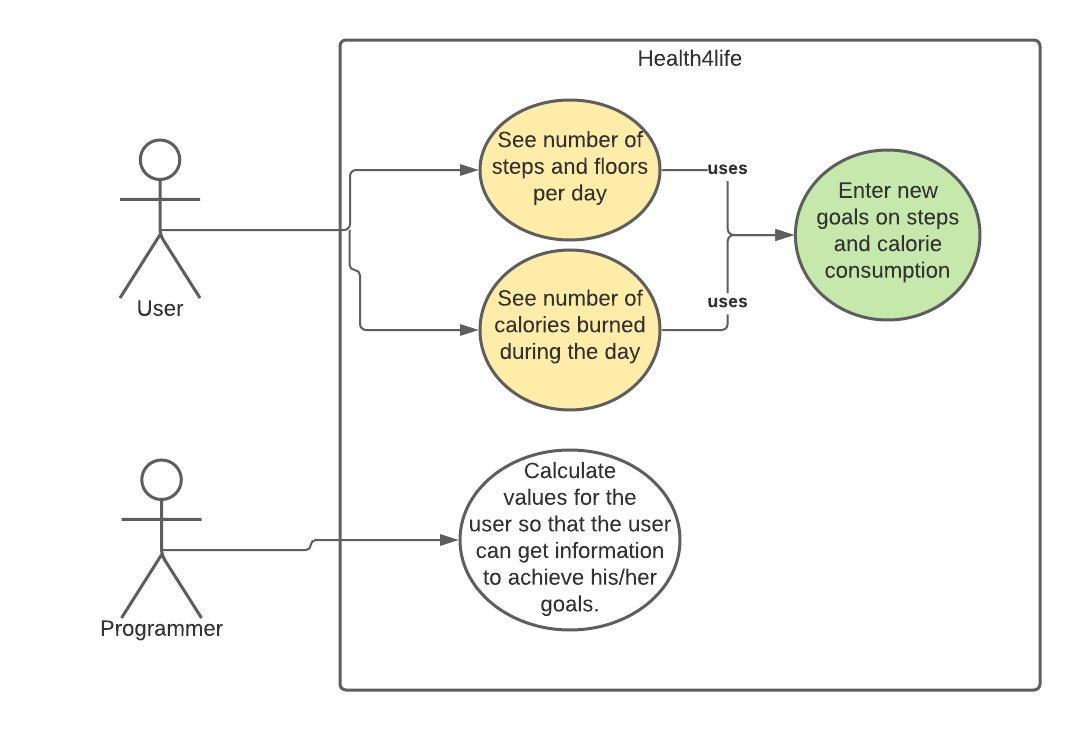 Health4life
See number of
steps and floors
per day
uses
Enter new
goals on steps
and calorie
consumption
User
See number of
calories burned
during the day
uses
Calculate
values for the
user so that the user
can get information
to achieve his/her
goals.
Programmer